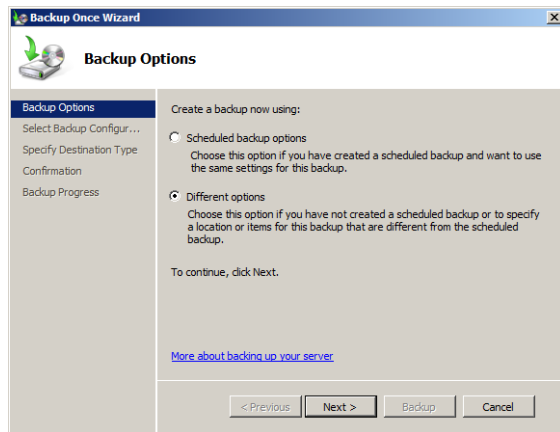 Backup Once Wizard
Backup Options
Backup Options
Select Backup Configur...
Specify Destination Type
Confirmation
Backup Progress
Create a backup now using:
Scheduled backup options
Choose this option if you have created a scheduled backup and want to use
the same settings for this backup.
Different options
Choose this option if you have not created a scheduled backup or to specify
a location or items for this backup that are different from the scheduled
backup.
To continue, click Next.
More about backing up your server
< Previous
Next >
Backup
Cancel